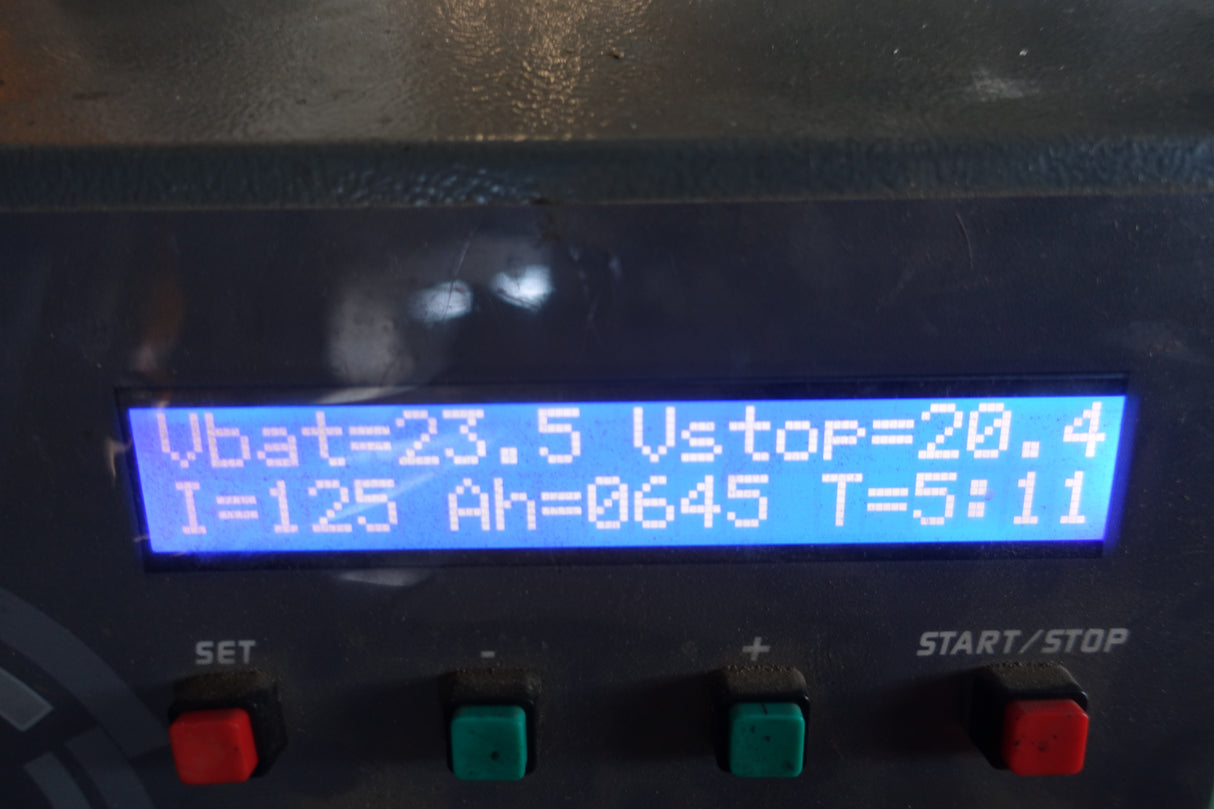 Vbat=23.5 Vstop=20.4
I=125 Ah=0645 T=5:11
SET - + START/STOP